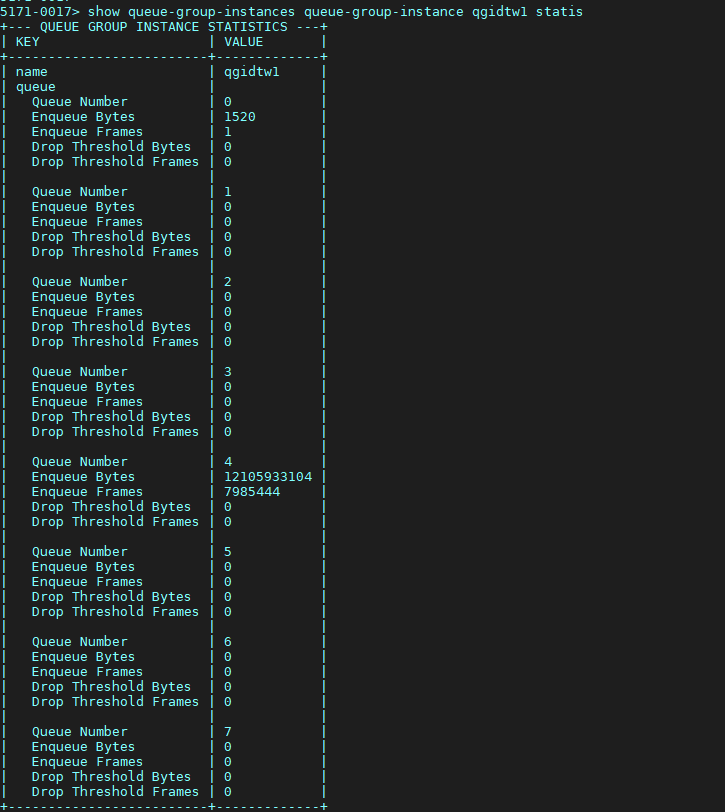 5171-0017> show queue-group-instances queue-group-instance qgidtw1 statis
+--- QUEUE GROUP INSTANCE STATISTICS ---+
| KEY                     | VALUE       |
+-------------------------+-------------+
| name                    | qgidtw1     |
| queue                   |             |
|   Queue Number          | 0           |
|   Enqueue Bytes         | 1520        |
|   Enqueue Frames        | 1           |
|   Drop Threshold Bytes  | 0           |
|   Drop Threshold Frames | 0           |
|                         |             |
|   Queue Number          | 1           |
|   Enqueue Bytes         | 0           |
|   Enqueue Frames        | 0           |
|   Drop Threshold Bytes  | 0           |
|   Drop Threshold Frames | 0           |
|                         |             |
|   Queue Number          | 2           |
|   Enqueue Bytes         | 0           |
|   Enqueue Frames        | 0           |
|   Drop Threshold Bytes  | 0           |
|   Drop Threshold Frames | 0           |
|                         |             |
|   Queue Number          | 3           |
|   Enqueue Bytes         | 0           |
|   Enqueue Frames        | 0           |
|   Drop Threshold Bytes  | 0           |
|   Drop Threshold Frames | 0           |
|                         |             |
|   Queue Number          | 4           |
|   Enqueue Bytes         | 12105933104 |
|   Enqueue Frames        | 7985444     |
|   Drop Threshold Bytes  | 0           |
|   Drop Threshold Frames | 0           |
|                         |             |
|   Queue Number          | 5           |
|   Enqueue Bytes         | 0           |
|   Enqueue Frames        | 0           |
|   Drop Threshold Bytes  | 0           |
|   Drop Threshold Frames | 0           |
|                         |             |
|   Queue Number          | 6           |
|   Enqueue Bytes         | 0           |
|   Enqueue Frames        | 0           |
|   Drop Threshold Bytes  | 0           |
|   Drop Threshold Frames | 0           |
|                         |             |
|   Queue Number          | 7           |
|   Enqueue Bytes         | 0           |
|   Enqueue Frames        | 0           |
|   Drop Threshold Bytes  | 0           |
|   Drop Threshold Frames | 0           |
+-------------------------+-------------+